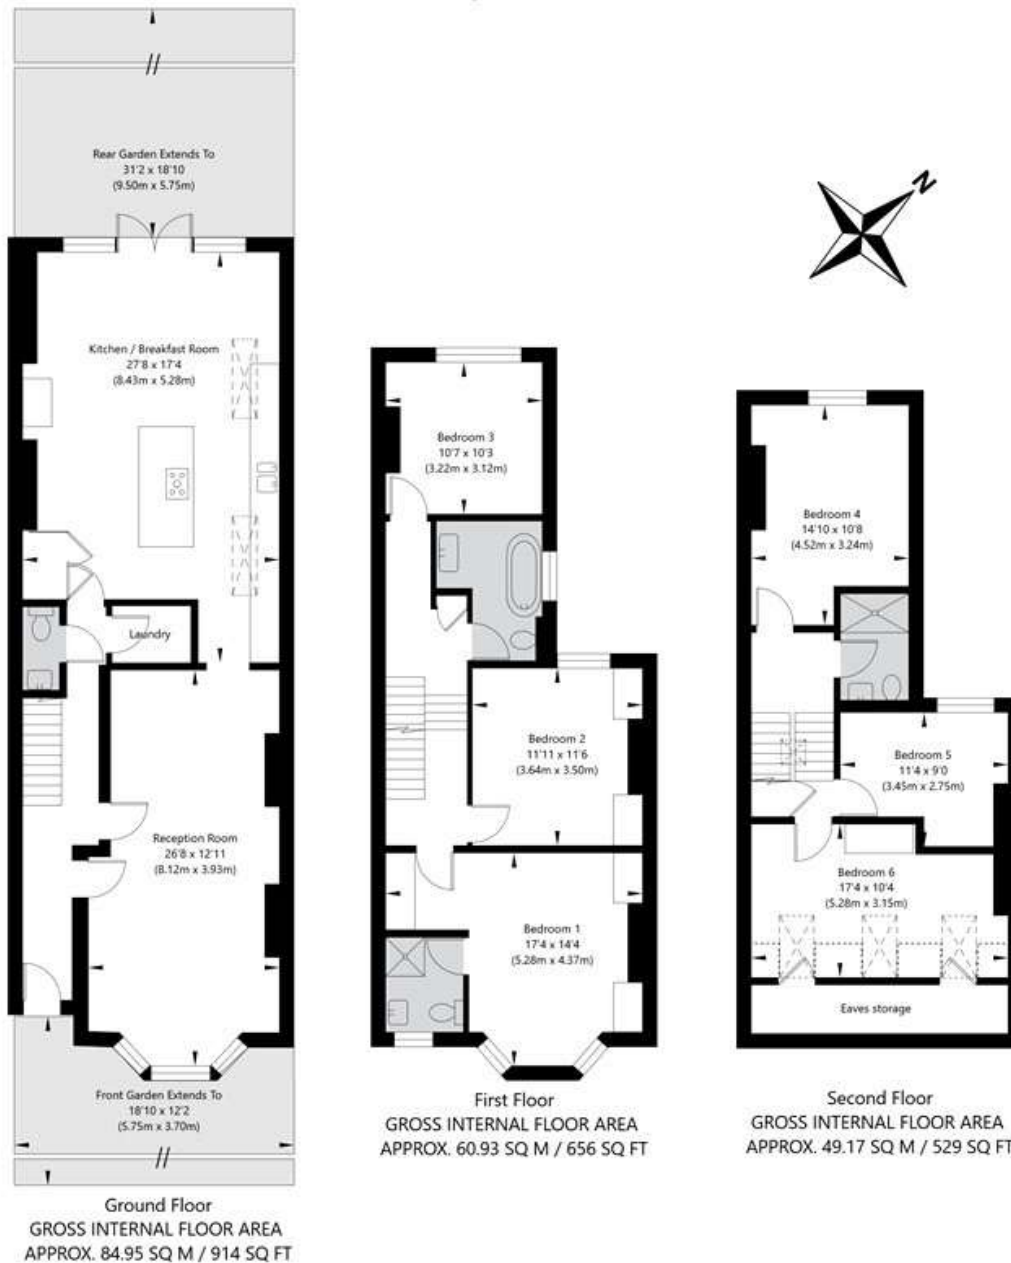 Rear Garden Extends To
31'2 x 18'10
(9.50m x 5.75m)
N
Kitchen / Breakfast Room
27'8 x 17'4
(8.43m x 5.28m)
Laundry
Reception Room
26'8 x 12'11
(8.12m x 3.93m)
Front Garden Extends To
18'10 x 12'2
(5.75m x 3.70m)
Ground Floor
GROSS INTERNAL FLOOR AREA
APPROX. 84.95 SQ M / 914 SQ FT
Bedroom 3
10'7 x 10'3
(3.22m x 3.12m)
Bedroom 2
11'11 x 11'6
(3.64m x 3.50m)
Bedroom 1
17'4 x 14'4
(5.28m x 4.37m)
First Floor
GROSS INTERNAL FLOOR AREA
APPROX. 60.93 SQ M / 656 SQ FT
Bedroom 4
14'10 x 10'8
(4.52m x 3.24m)
Bedroom 5
11'4 x 9'0
(3.45m x 2.75m)
Bedroom 6
17'4 x 10'4
(5.28m x 3.15m)
Eaves storage
Second Floor
GROSS INTERNAL FLOOR AREA
APPROX. 49.17 SQ M / 529 SQ FT